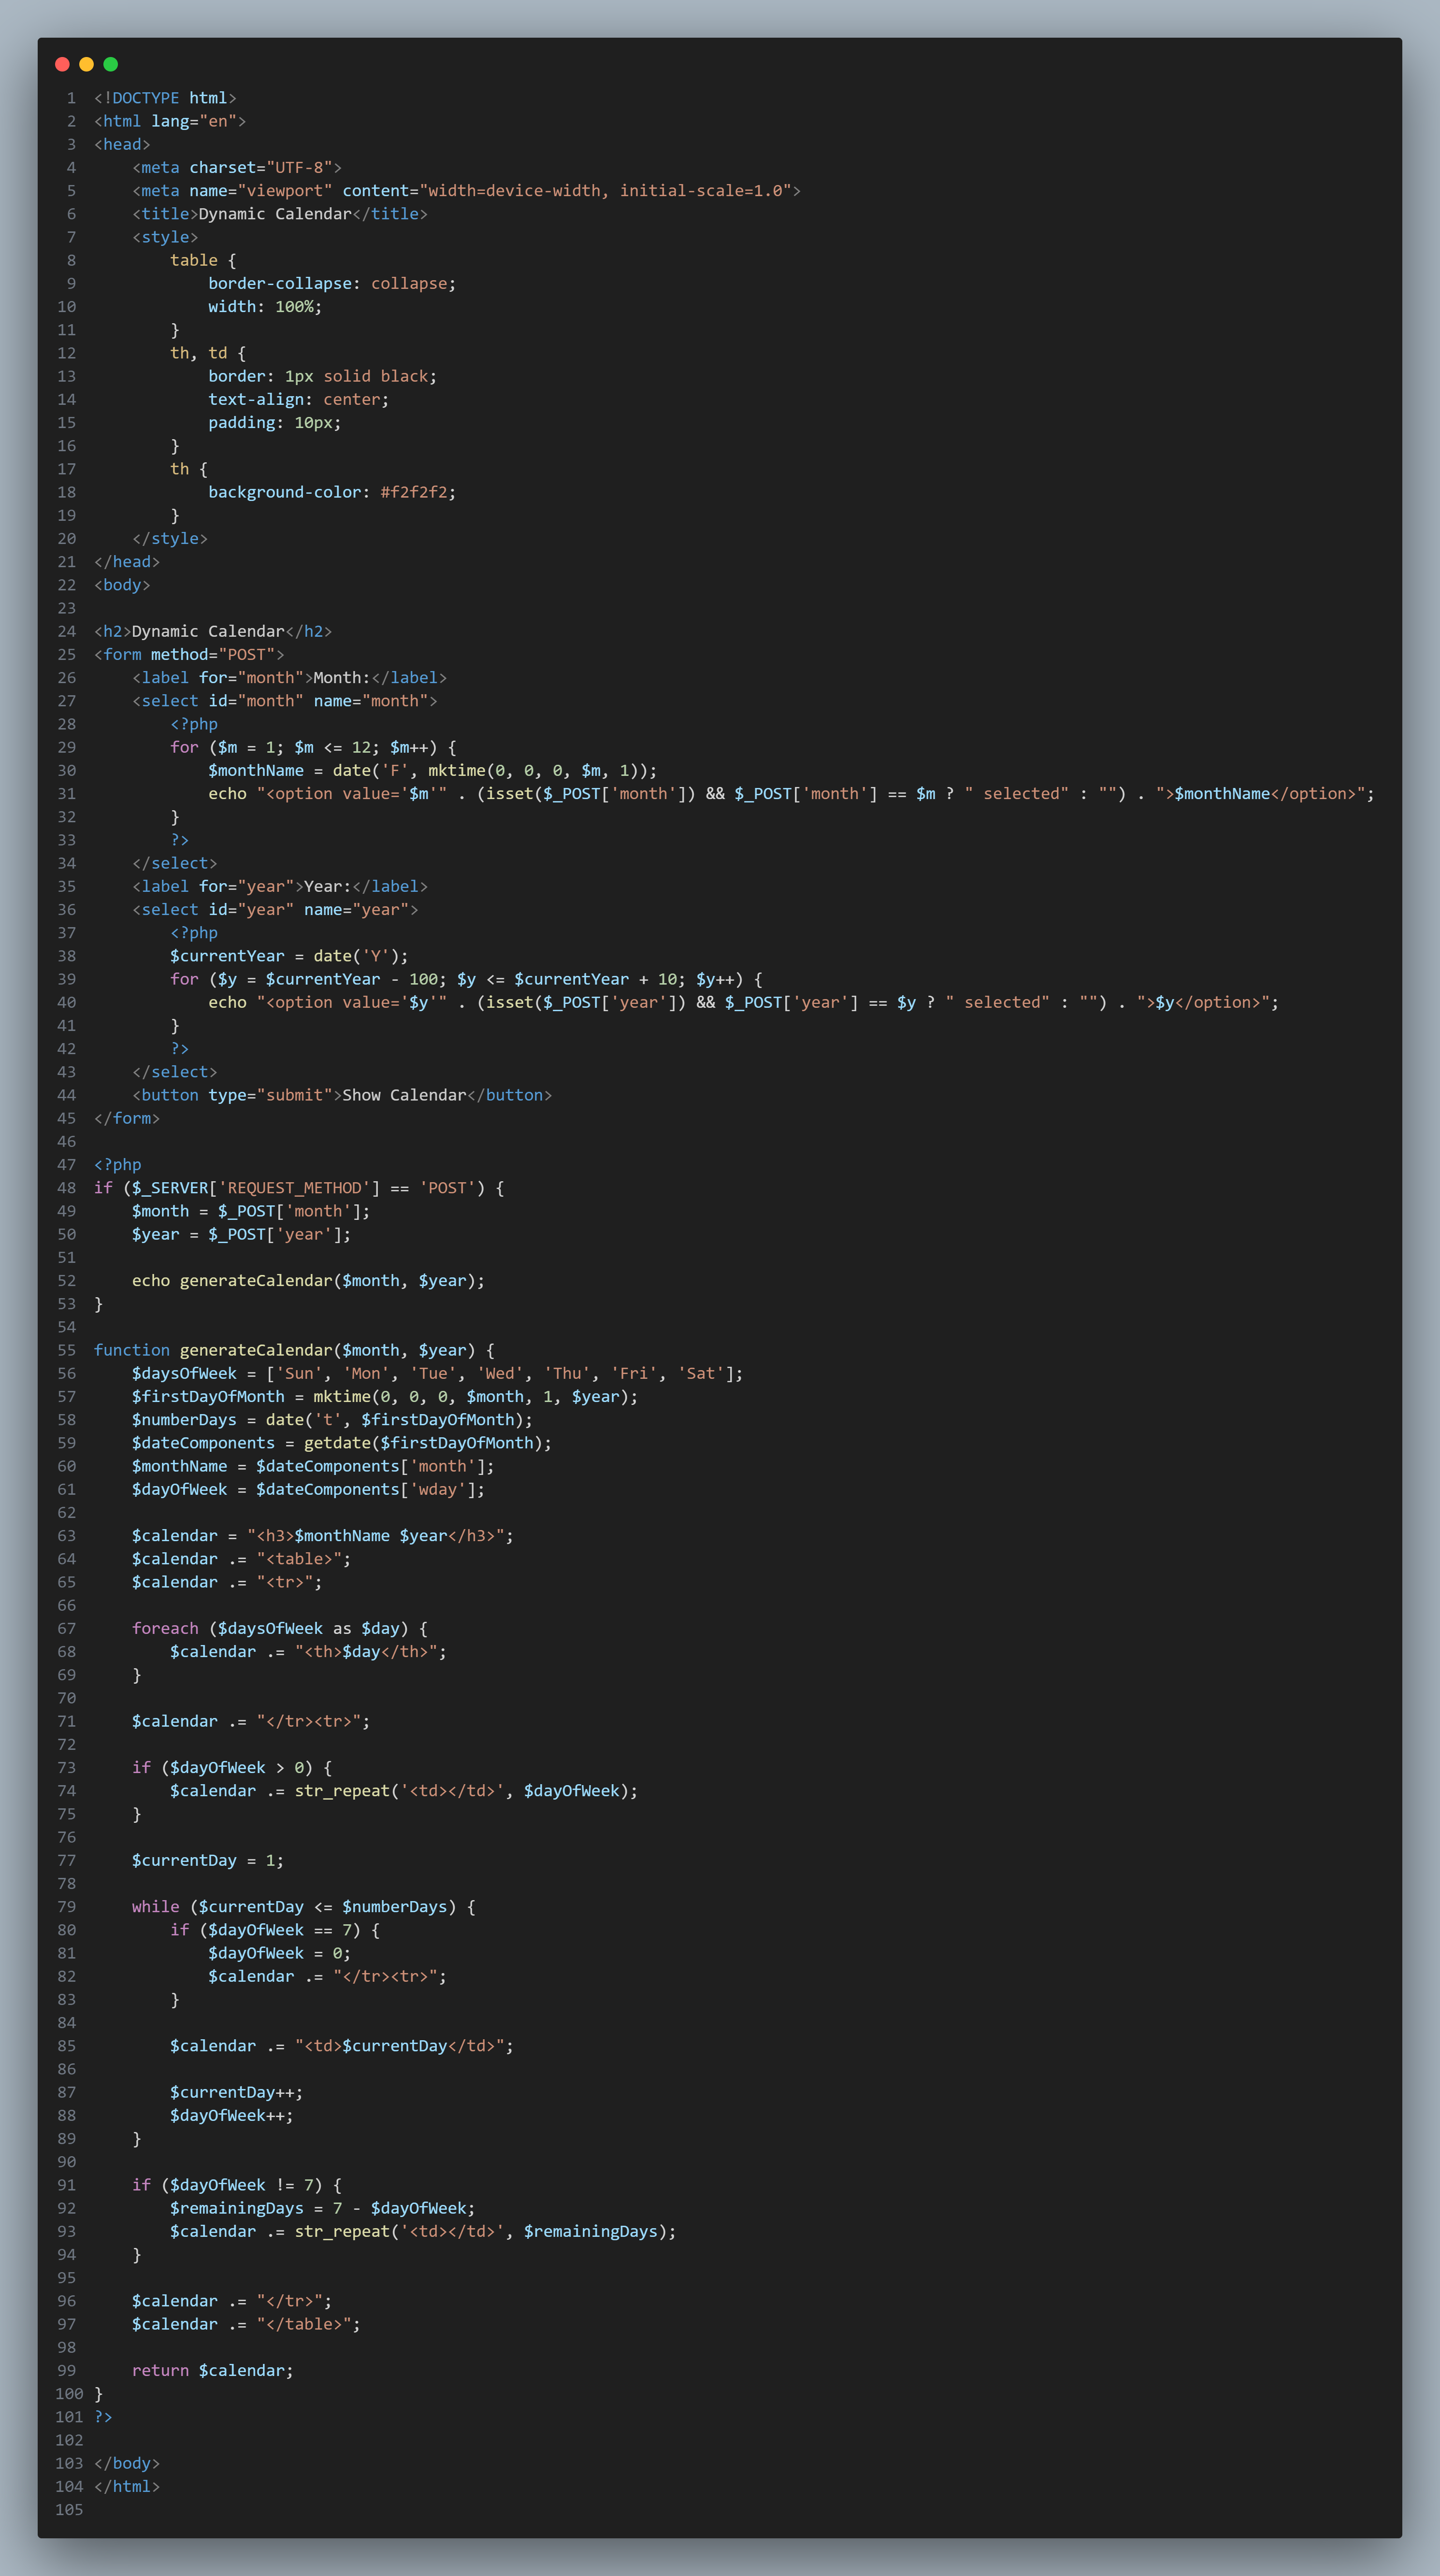 1 <!DOCTYPE html>
2 <html lang="en">
3 <head>
4     <meta charset="UTF-8">
5     <meta name="viewport" content="width=device-width, initial-scale=1.0">
6     <title>Dynamic Calendar</title>
7     <style>
8         table {
9             border-collapse: collapse;
10             width: 100%;
11         }
12         th, td {
13             border: 1px solid black;
14             text-align: center;
15             padding: 10px;
16         }
17         th {
18             background-color: #f2f2f2;
19         }
20     </style>
21 </head>
22 <body>
23
24 <h2>Dynamic Calendar</h2>
25 <form method="POST">
26     <label for="month">Month:</label>
27     <select id="month" name="month">
28         <?php
29         for ($m = 1; $m <= 12; $m++) {
30             $monthName = date('F', mktime(0, 0, 0, $m, 1));
31             echo "<option value='$m'" . (isset($_POST['month']) && $_POST['month'] == $m ? " selected" : "") . ">$monthName</option>";
32         }
33         ?>
34     </select>
35     <label for="year">Year:</label>
36     <select id="year" name="year">
37         <?php
38         $currentYear = date('Y');
39         for ($y = $currentYear - 100; $y <= $currentYear + 10; $y++) {
40             echo "<option value='$y'" . (isset($_POST['year']) && $_POST['year'] == $y ? " selected" : "") . ">$y</option>";
41         }
42         ?>
43     </select>
44     <button type="submit">Show Calendar</button>
45 </form>
46
47 <?php
48 if ($_SERVER['REQUEST_METHOD'] == 'POST') {
49     $month = $_POST['month'];
50     $year = $_POST['year'];
51
52     echo generateCalendar($month, $year);
53 }
54
55 function generateCalendar($month, $year) {
56     $daysOfWeek = ['Sun', 'Mon', 'Tue', 'Wed', 'Thu', 'Fri', 'Sat'];
57     $firstDayOfMonth = mktime(0, 0, 0, $month, 1, $year);
58     $numberDays = date('t', $firstDayOfMonth);
59     $dateComponents = getdate($firstDayOfMonth);
60     $monthName = $dateComponents['month'];
61     $dayOfWeek = $dateComponents['wday'];
62
63     $calendar = "<h3>$monthName $year</h3>";
64     $calendar .= "<table>";
65     $calendar .= "<tr>";
66
67     foreach ($daysOfWeek as $day) {
68         $calendar .= "<th>$day</th>";
69     }
70
71     $calendar .= "</tr><tr>";
72
73     if ($dayOfWeek > 0) {
74         $calendar .= str_repeat('<td></td>', $dayOfWeek);
75     }
76
77     $currentDay = 1;
78
79     while ($currentDay <= $numberDays) {
80         if ($dayOfWeek == 7) {
81             $dayOfWeek = 0;
82             $calendar .= "</tr><tr>";
83         }
84
85         $calendar .= "<td>$currentDay</td>";
86
87         $currentDay++;
88         $dayOfWeek++;
89     }
90
91     if ($dayOfWeek != 7) {
92         $remainingDays = 7 - $dayOfWeek;
93         $calendar .= str_repeat('<td></td>', $remainingDays);
94     }
95
96     $calendar .= "</tr>";
97     $calendar .= "</table>";
98
99     return $calendar;
100 }
101 ?>
102
103 </body>
104 </html>
105